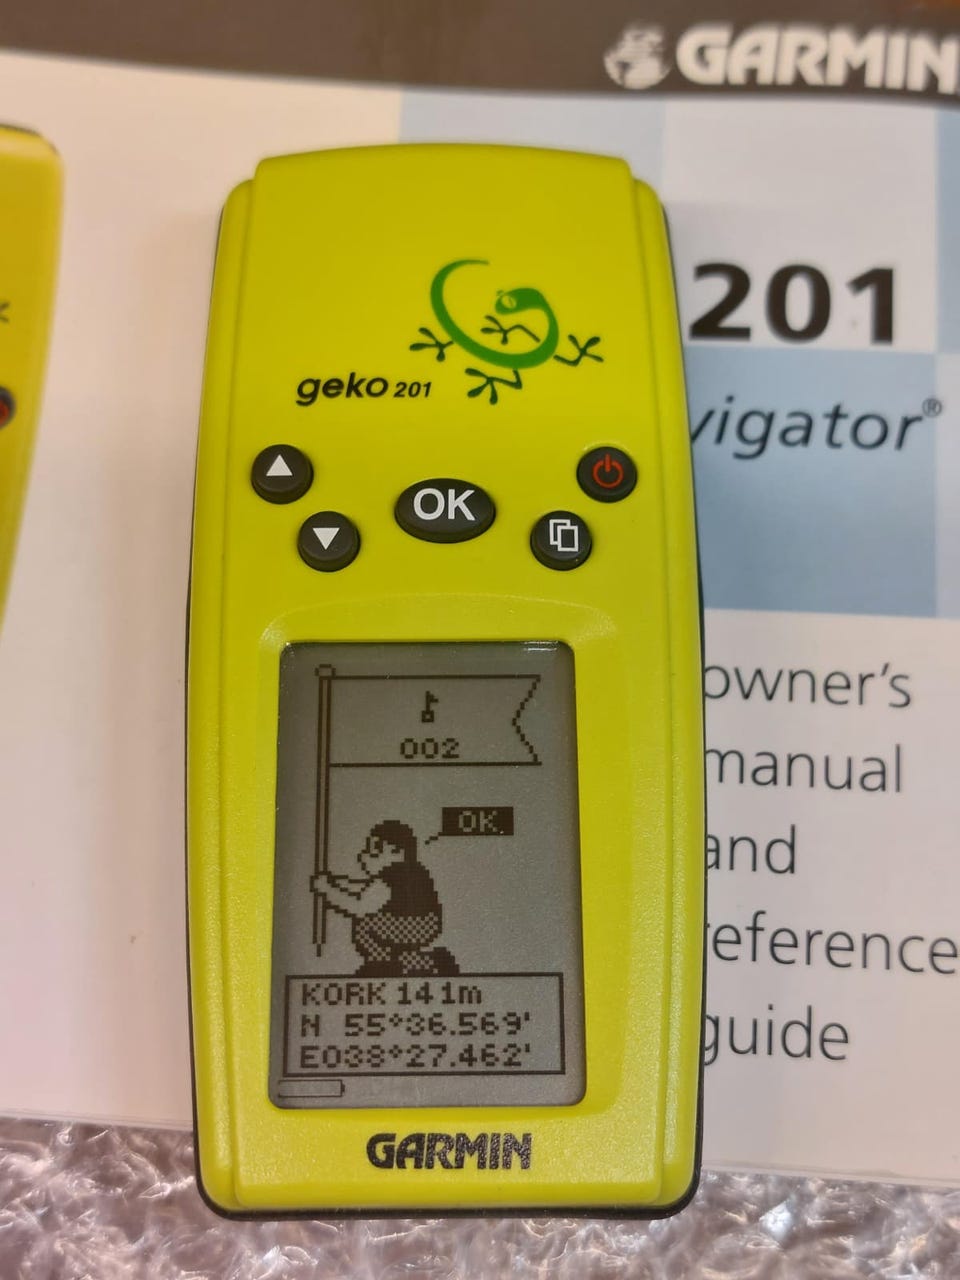 GARMIN
201
vigator®
geko 201
OK
002
OK
KORK 141m
N 55°36.569'
E038°27.462'
GARMIN
owner's
manual
and
reference
guide